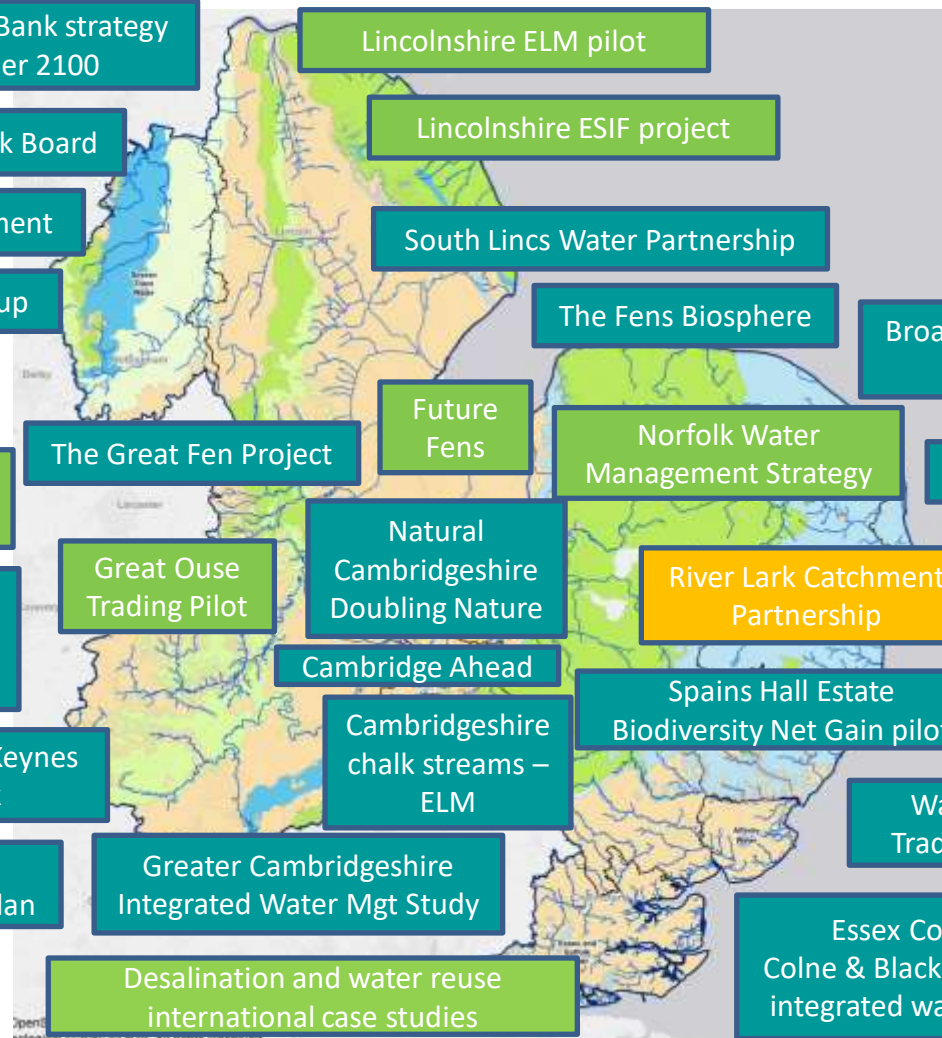 Bank strategy
er 2100
Lincolnshire ELM pilot
k Board
Lincolnshire ESIF project
ment
South Lincs Water Partnership
up
The Fens Biosphere
Broa
Future
Fens
Norfolk Water
Management Strategy
The Great Fen Project
Natural
Cambridgeshire
Doubling Nature
Great Ouse
Trading Pilot
River Lark Catchment
Partnership
Cambridge Ahead
Spains Hall Estate
Biodiversity Net Gain pilot
Cambridgeshire
chalk streams –
ELM
Keynes
Wa
Trad
Greater Cambridgeshire
Integrated Water Mgt Study
lan
Essex Co
Colne & Black
integrated wa
Desalination and water reuse
international case studies
OpenS